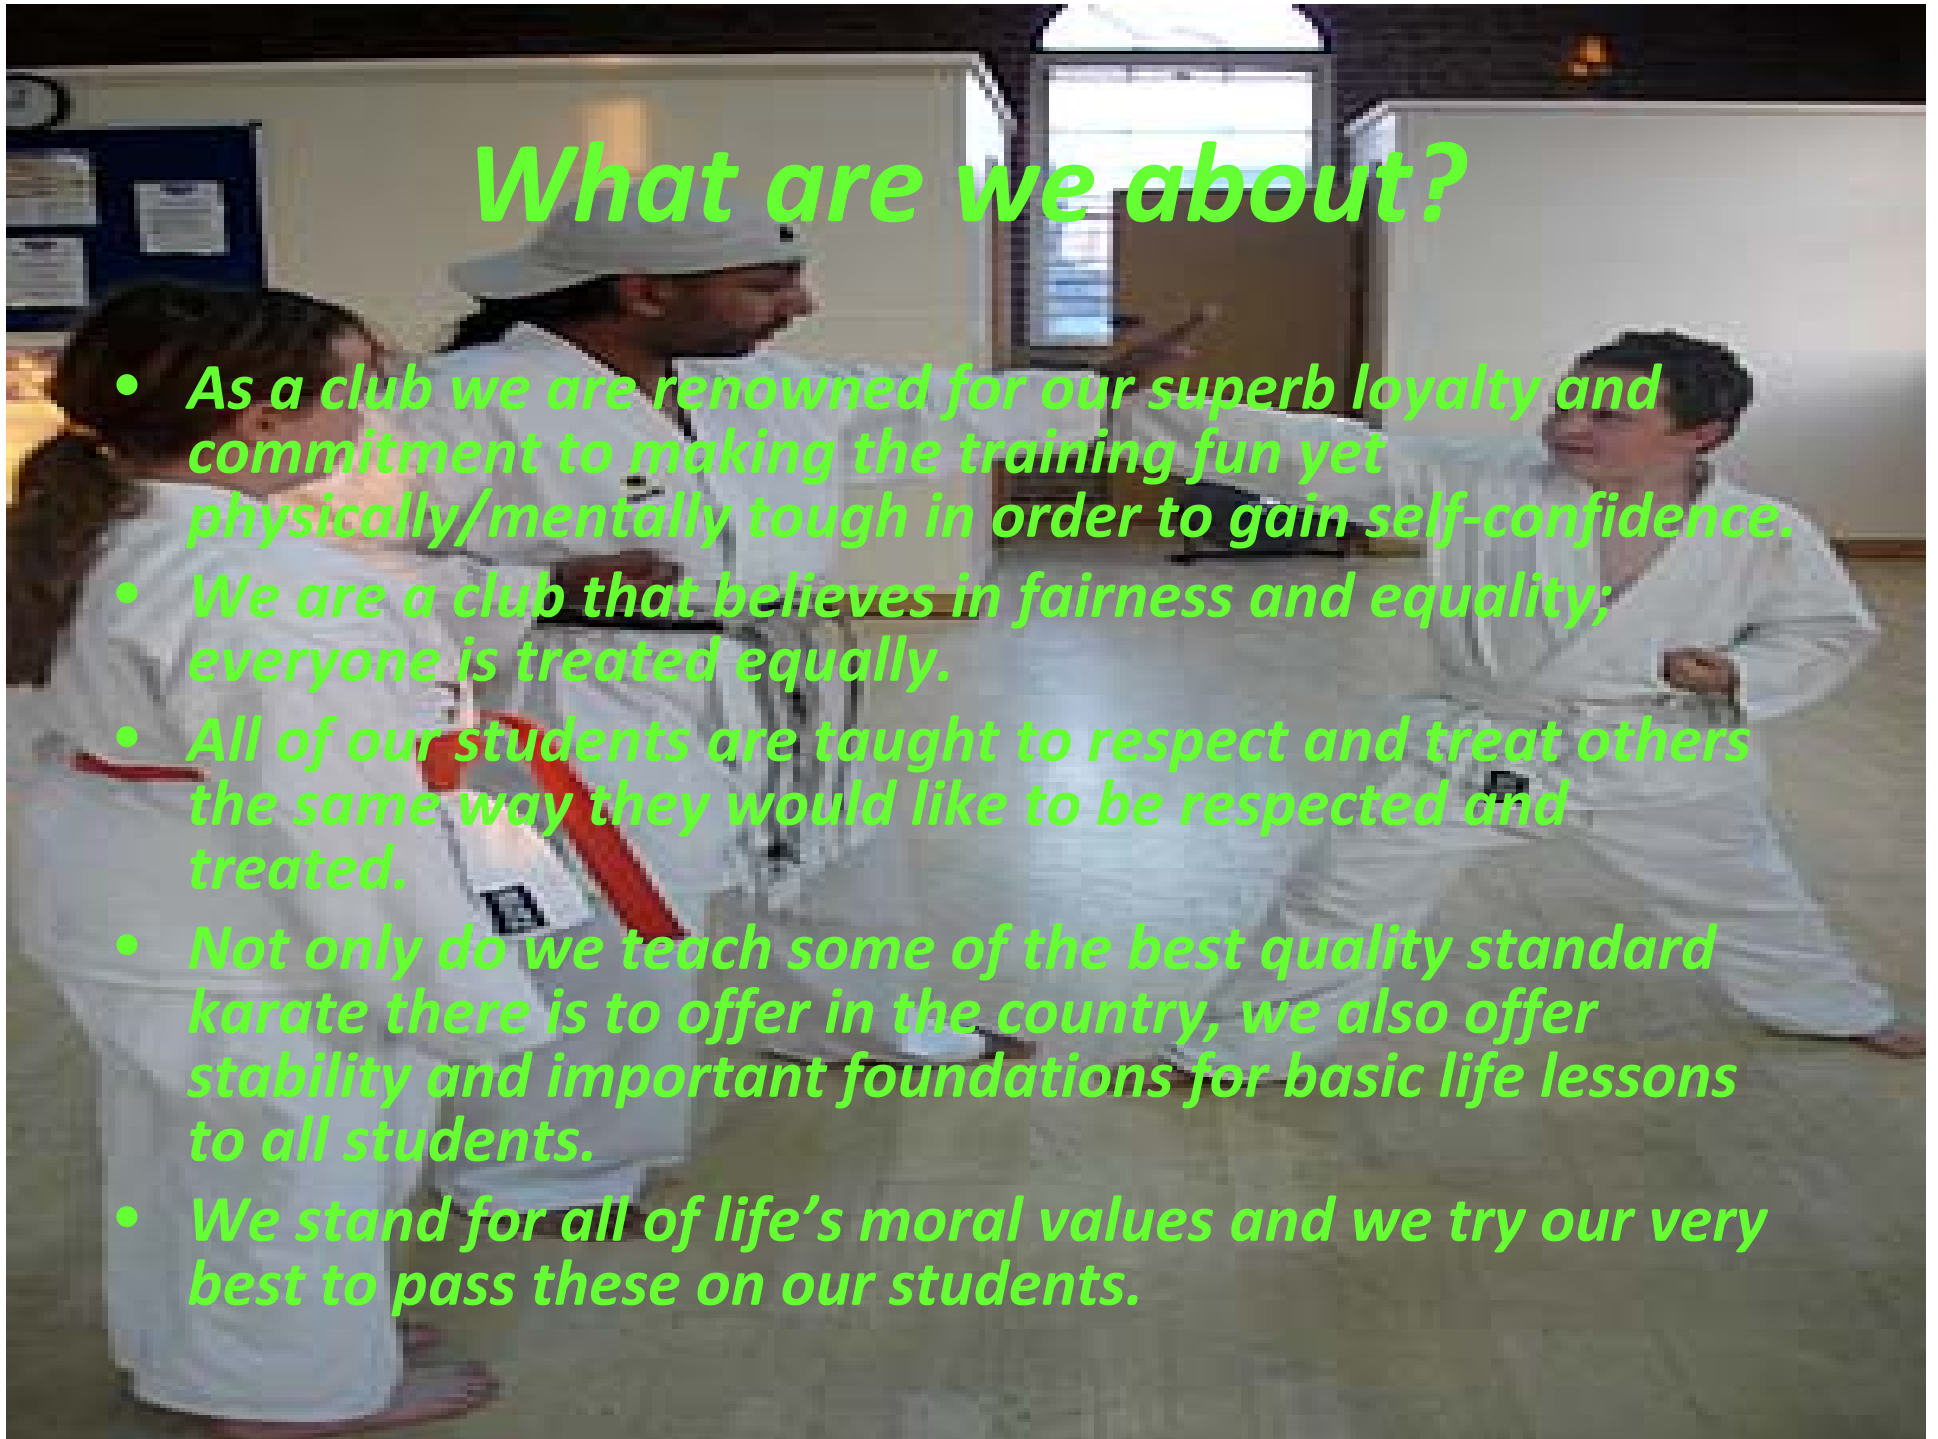 What are we about?
• As a club we are renowned for our superb loyalty and
commitment to making the training fun yet
physically/mentally tough in order to gain self-confidence.
• We are a club that believes in fairness and equality;
everyone is treated equally.
• All of our students are taught to respect and treat others
the same way they would like to be respected and
treated.
• Not only do we teach some of the best quality standard
karate there is to offer in the country, we also offer
stability and important foundations for basic life lessons
to all students.
• We stand for all of life’s moral values and we try our very
best to pass these on our students.